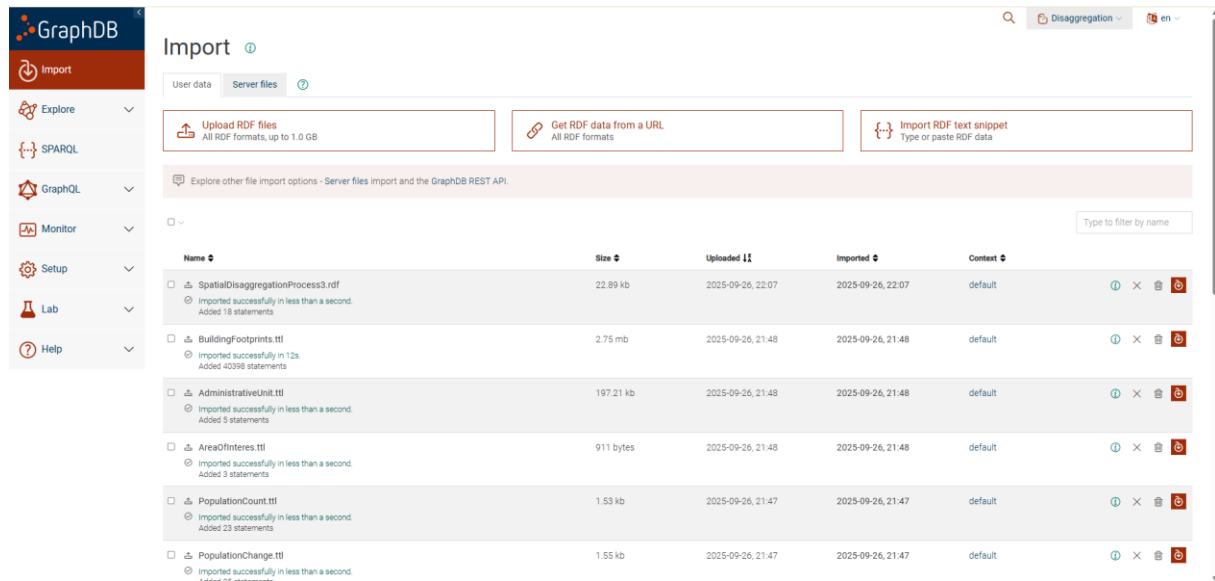 GraphDB
Disaggregation
en
Import
Import
User data
Server files
Explore
SPARQL
GraphQL
Monitor
Setup
Lab
Help
Upload RDF files
All RDF formats, up to 1.0 GB
Get RDF data from a URL
All RDF formats
Import RDF text snippet
Type or paste RDF data
Explore other file import options - Server files import and the GraphDB REST API.
Type to filter by name
Name Size Uploaded Imported Context
SpatialDisaggregationProcess3.rdf 22.89 kb 2025-09-26, 22:07 2025-09-26, 22:07 default
Imported successfully in less than a second.
Added 18 statements
BuildingFootprints.ttl 2.75 mb 2025-09-26, 21:48 2025-09-26, 21:48 default
Imported successfully in 12s.
Added 40398 statements
AdministrativeUnit.ttl 197.21 kb 2025-09-26, 21:48 2025-09-26, 21:48 default
Imported successfully in less than a second.
Added 5 statements
AreaOfInteres.ttl 911 bytes 2025-09-26, 21:48 2025-09-26, 21:48 default
Imported successfully in less than a second.
Added 3 statements
PopulationCount.ttl 1.53 kb 2025-09-26, 21:47 2025-09-26, 21:47 default
Imported successfully in less than a second.
Added 23 statements
PopulationChange.ttl 1.55 kb 2025-09-26, 21:47 2025-09-26, 21:47 default
Imported successfully in less than a second.